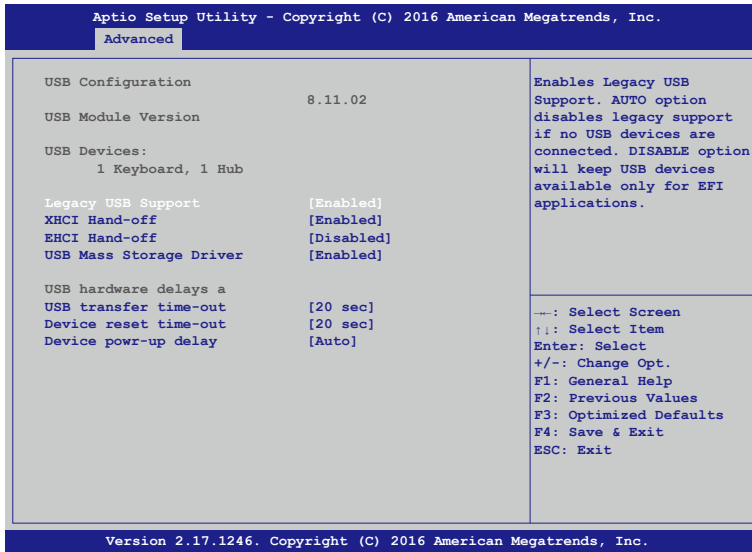 Aptio Setup Utility - Copyright (C) 2016 American Megatrends, Inc.
Advanced
USB Configuration
8.11.02
USB Module Version
USB Devices:
1 Keyboard, 1 Hub
Legacy USB Support [Enabled]
XHCI Hand-off [Enabled]
EHCI Hand-off [Disabled]
USB Mass Storage Driver [Enabled]
USB hardware delays a
USB transfer time-out [20 sec]
Device reset time-out [20 sec]
Device powr-up delay [Auto]
Enables Legacy USB
Support. AUTO option
disables legacy support
if no USB devices are
connected. DISABLE option
will keep USB devices
available only for EFI
applications.
→←: Select Screen
↑↓: Select Item
Enter: Select
+/-: Change Opt.
F1: General Help
F2: Previous Values
F3: Optimized Defaults
F4: Save & Exit
ESC: Exit
Version 2.17.1246. Copyright (C) 2016 American Megatrends, Inc.